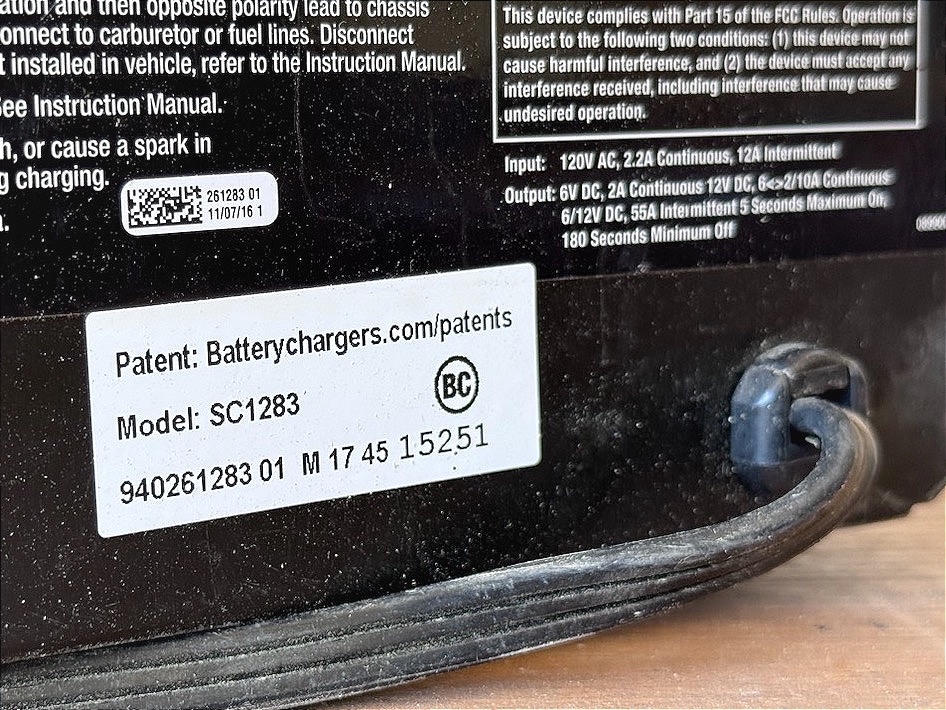 ation and then opposite polarity lead to chassis
onnect to carburetor or fuel lines. Disconnect
t installed in vehicle, refer to the Instruction Manual.
See Instruction Manual.
h, or cause a spark in
g charging.
261283 01
11/07/16 1
This device complies with Part 15 of the FCC Rules. Operation is
subject to the following two conditions: (1) this device may not
cause harmful interference, and (2) the device must accept any
interference received, including interference that may cause
undesired operation.
Input: 120V AC, 2.2A Continuous, 12A Intermittent
Output: 6V DC, 2A Continuous 12V DC, 6<>2/10A Continuous
6/12V DC, 55A Intermittent 5 Seconds Maximum On,
180 Seconds Minimum Off
Patent: Batterychargers.com/patents
BC
Model: SC1283
940261283 01 M 17 45 15251